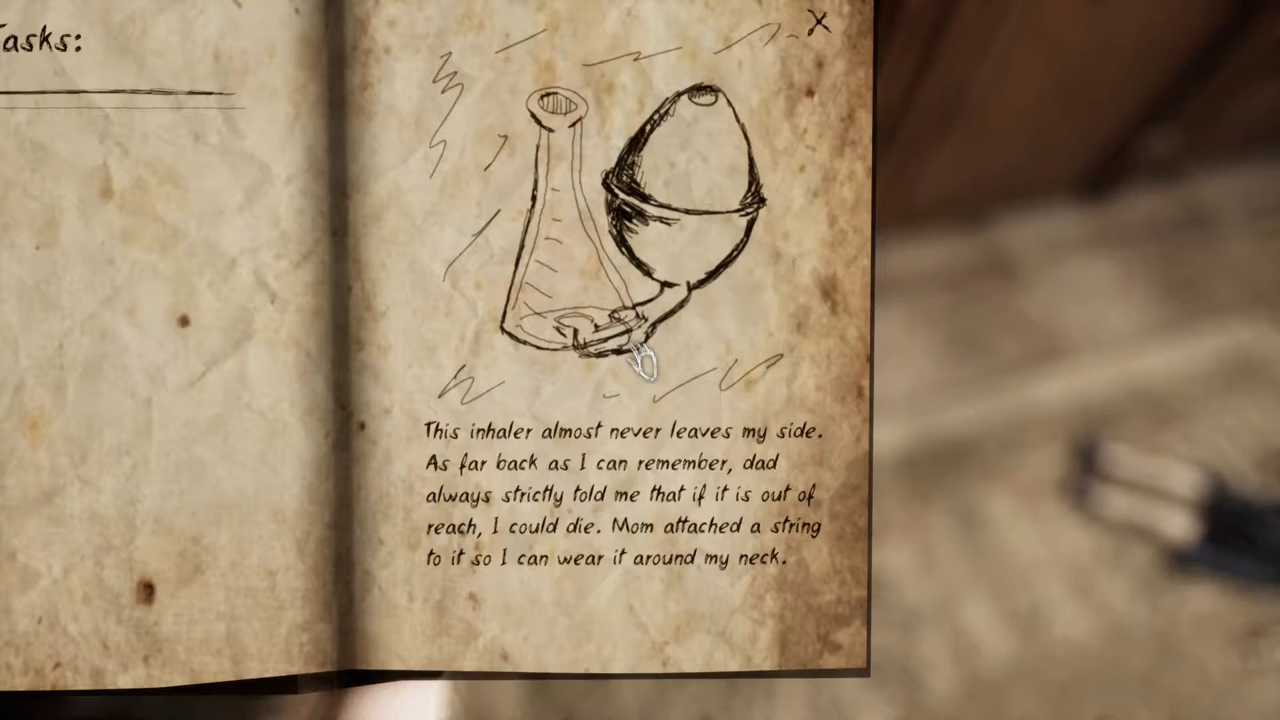 Tasks:
This inhaler almost never leaves my side.
As far back as I can remember, dad
always strictly told me that if it is out of
reach, I could die. Mom attached a string
to it so I can wear it around my neck.